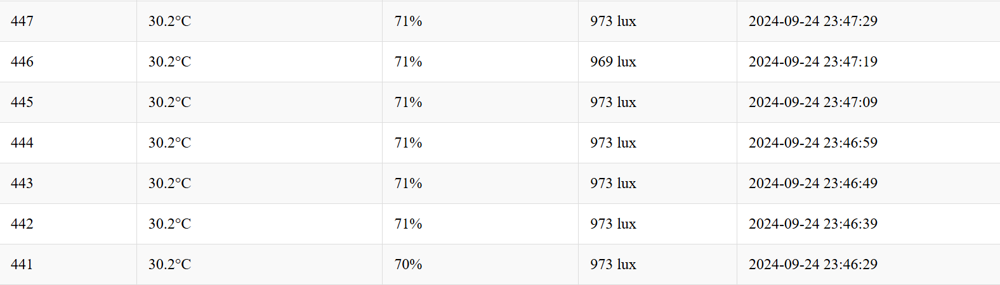 447 30.2°C 71% 973 lux 2024-09-24 23:47:29
446 30.2°C 71% 969 lux 2024-09-24 23:47:19
445 30.2°C 71% 973 lux 2024-09-24 23:47:09
444 30.2°C 71% 973 lux 2024-09-24 23:46:59
443 30.2°C 71% 973 lux 2024-09-24 23:46:49
442 30.2°C 71% 973 lux 2024-09-24 23:46:39
441 30.2°C 70% 973 lux 2024-09-24 23:46:29